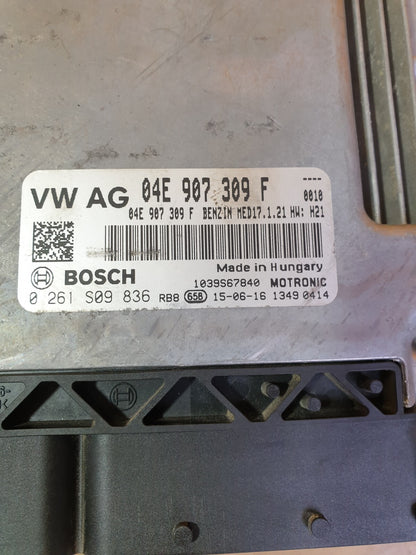 VW AG 04E 907 309 F ----
0010
04E 907 309 F BENZIN MED17.1.21 HW: H21
BOSCH Made in Hungary
1039S67840 MOTRONIC
0 261 S09 836 RB8 658 15-06-16 1349 0414